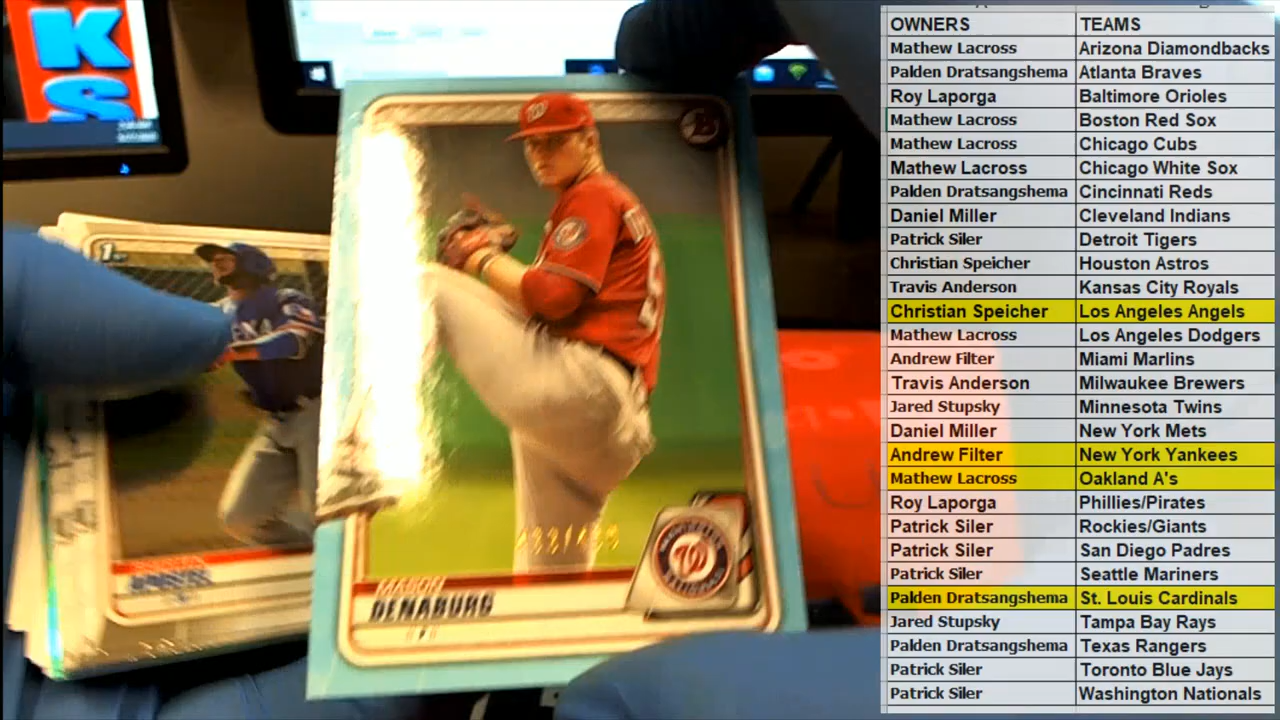 KS
OWNERS TEAMS
Mathew Lacross Arizona Diamondbacks
Palden Dratsangshema Atlanta Braves
Roy Laporga Baltimore Orioles
Mathew Lacross Boston Red Sox
Mathew Lacross Chicago Cubs
Mathew Lacross Chicago White Sox
Palden Dratsangshema Cincinnati Reds
Daniel Miller Cleveland Indians
Patrick Siler Detroit Tigers
Christian Speicher Houston Astros
Travis Anderson Kansas City Royals
Christian Speicher Los Angeles Angels
Mathew Lacross Los Angeles Dodgers
Andrew Filter Miami Marlins
Travis Anderson Milwaukee Brewers
Jared Stupsky Minnesota Twins
Daniel Miller New York Mets
Andrew Filter New York Yankees
Mathew Lacross Oakland A's
Roy Laporga Phillies/Pirates
Patrick Siler Rockies/Giants
Patrick Siler San Diego Padres
Patrick Siler Seattle Mariners
Palden Dratsangshema St. Louis Cardinals
Jared Stupsky Tampa Bay Rays
Palden Dratsangshema Texas Rangers
Patrick Siler Toronto Blue Jays
Patrick Siler Washington Nationals
1st
B
W
MASON
DENABURG
W